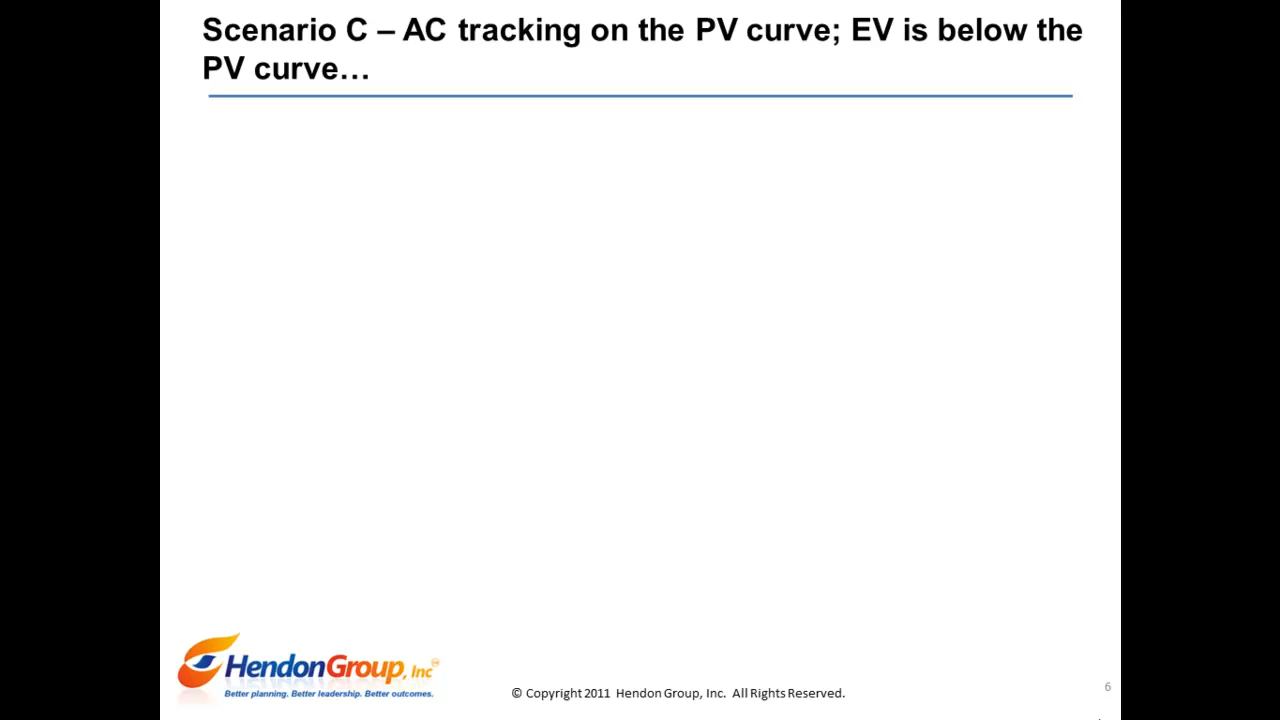 Scenario C – AC tracking on the PV curve; EV is below the
PV curve…
HendonGroup, Inc
Better planning. Better leadership. Better outcomes.
© Copyright 2011 Hendon Group, Inc. All Rights Reserved.
6